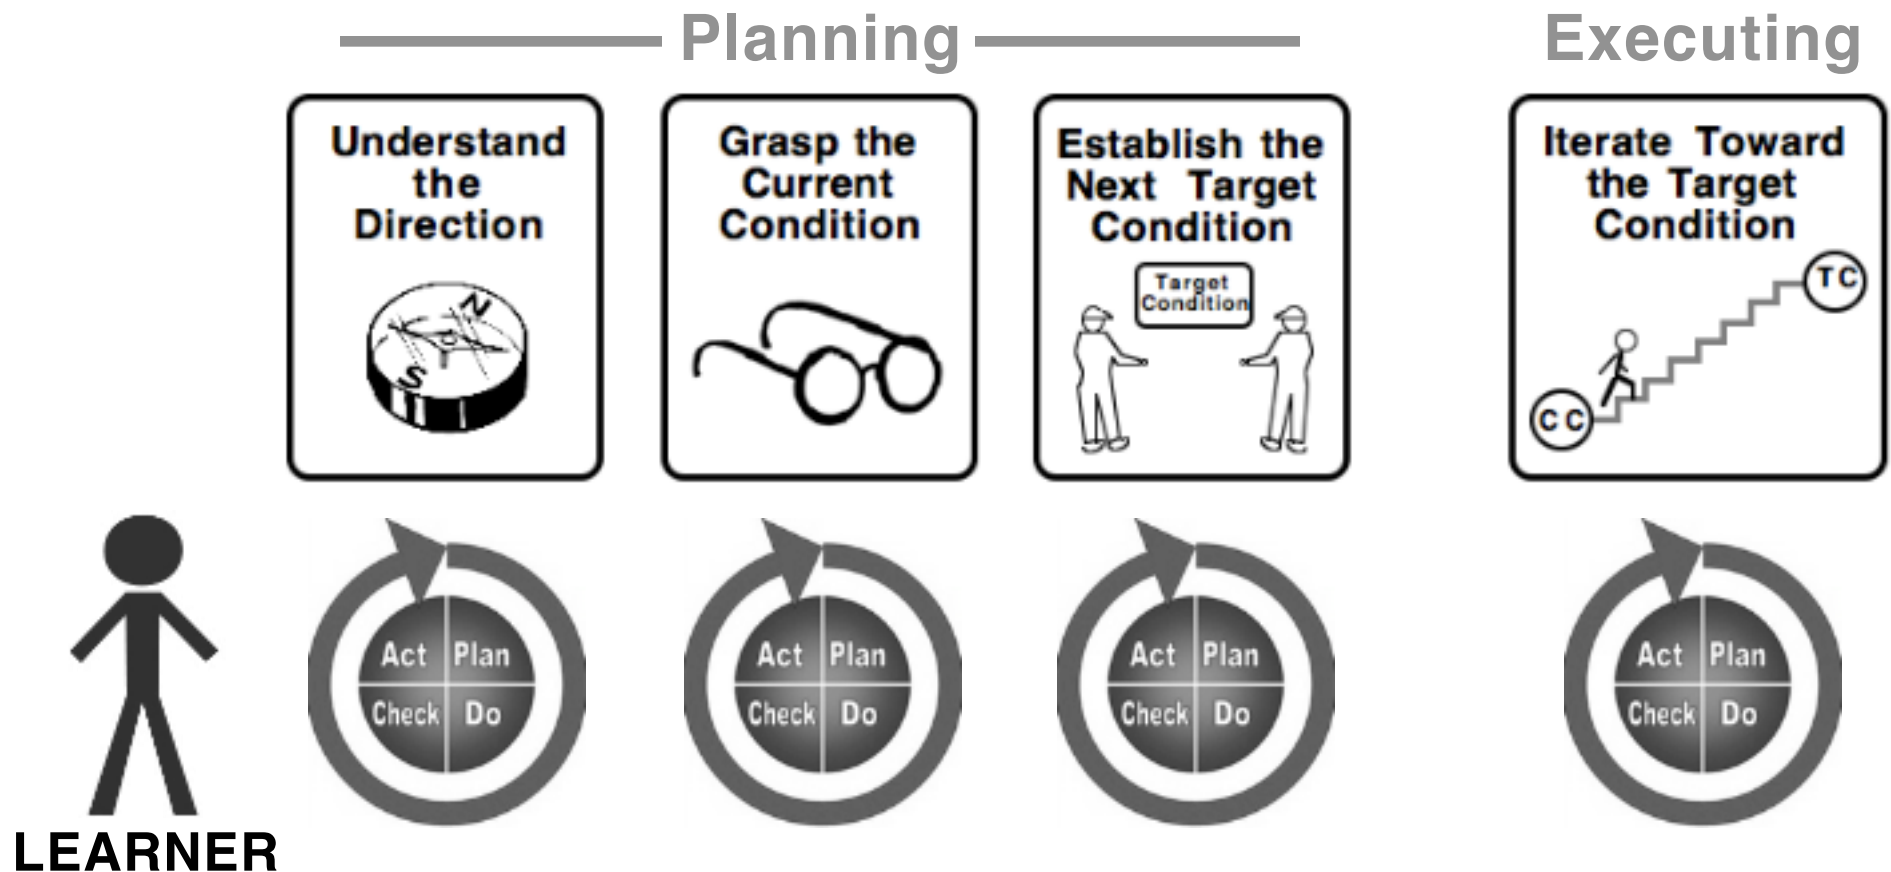 Planning
Executing
Understand
the
Direction
N
S
Grasp the
Current
Condition
Establish the
Next Target
Condition
Target
Condition
Iterate Toward
the Target
Condition
TC
CC
Act Plan
Check Do
Act Plan
Check Do
Act Plan
Check Do
Act Plan
Check Do
LEARNER